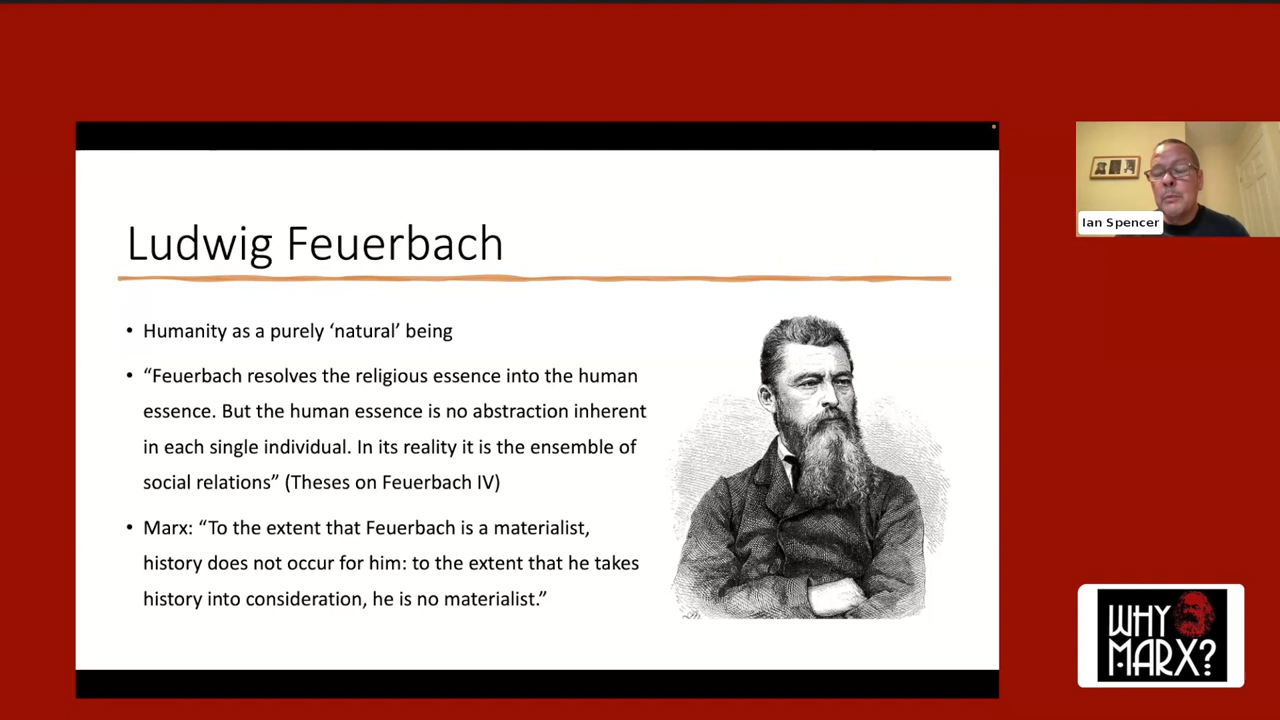 Ludwig Feuerbach
• Humanity as a purely ‘natural’ being
• “Feuerbach resolves the religious essence into the human
essence. But the human essence is no abstraction inherent
in each single individual. In its reality it is the ensemble of
social relations” (Theses on Feuerbach IV)
• Marx: “To the extent that Feuerbach is a materialist,
history does not occur for him: to the extent that he takes
history into consideration, he is no materialist.”
Ian Spencer
WHY
MARX?